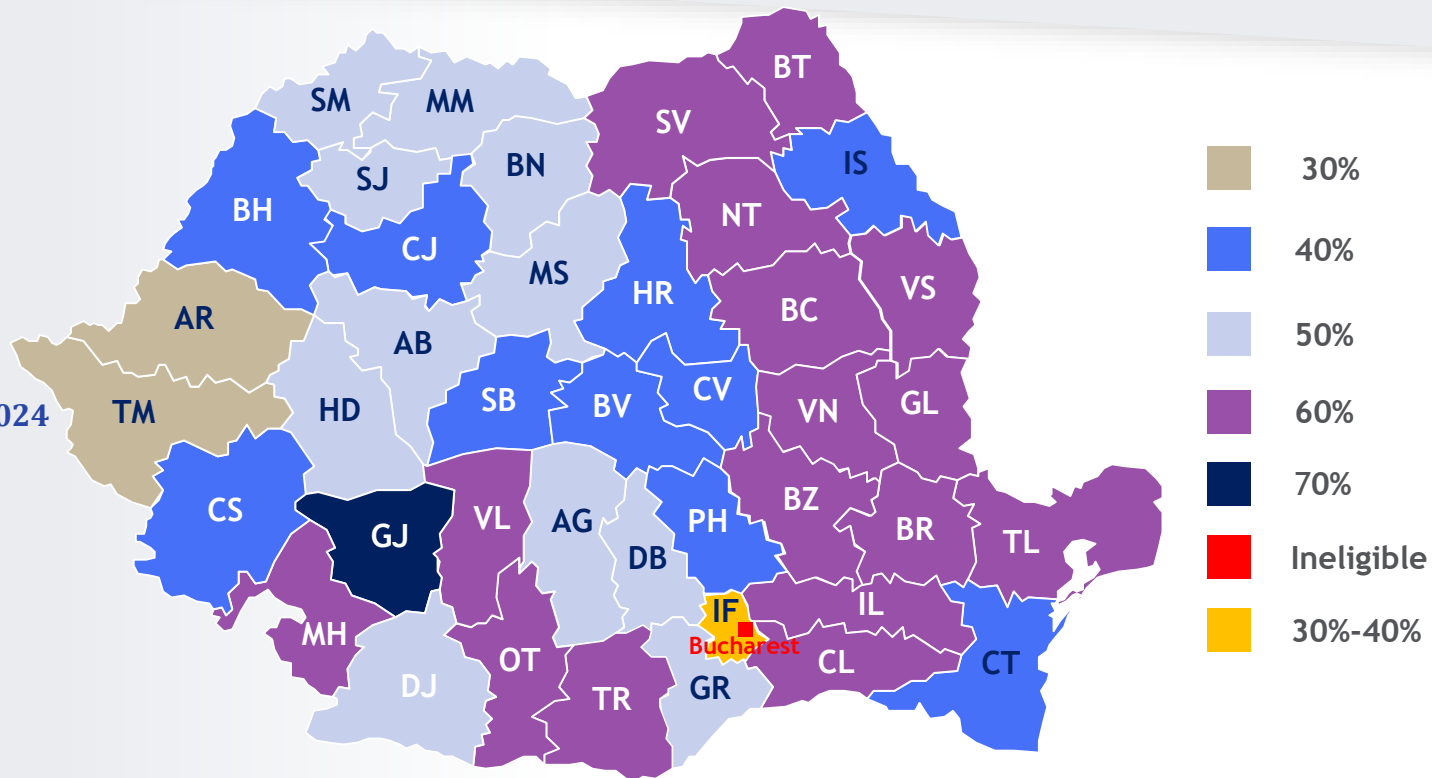 BT
SM
MM
SV
BN
IS
SJ
BH
NT
CJ
MS
HR
VS
BC
AR
AB
SB
CV
BV
GL
TM
HD
VN
024
CS
GJ
VL
AG
BZ
PH
BR
TL
DB
IF
IL
MH
Bucharest
OT
CL
CT
DJ
TR
GR
30%
40%
50%
60%
70%
Ineligible
30%-40%